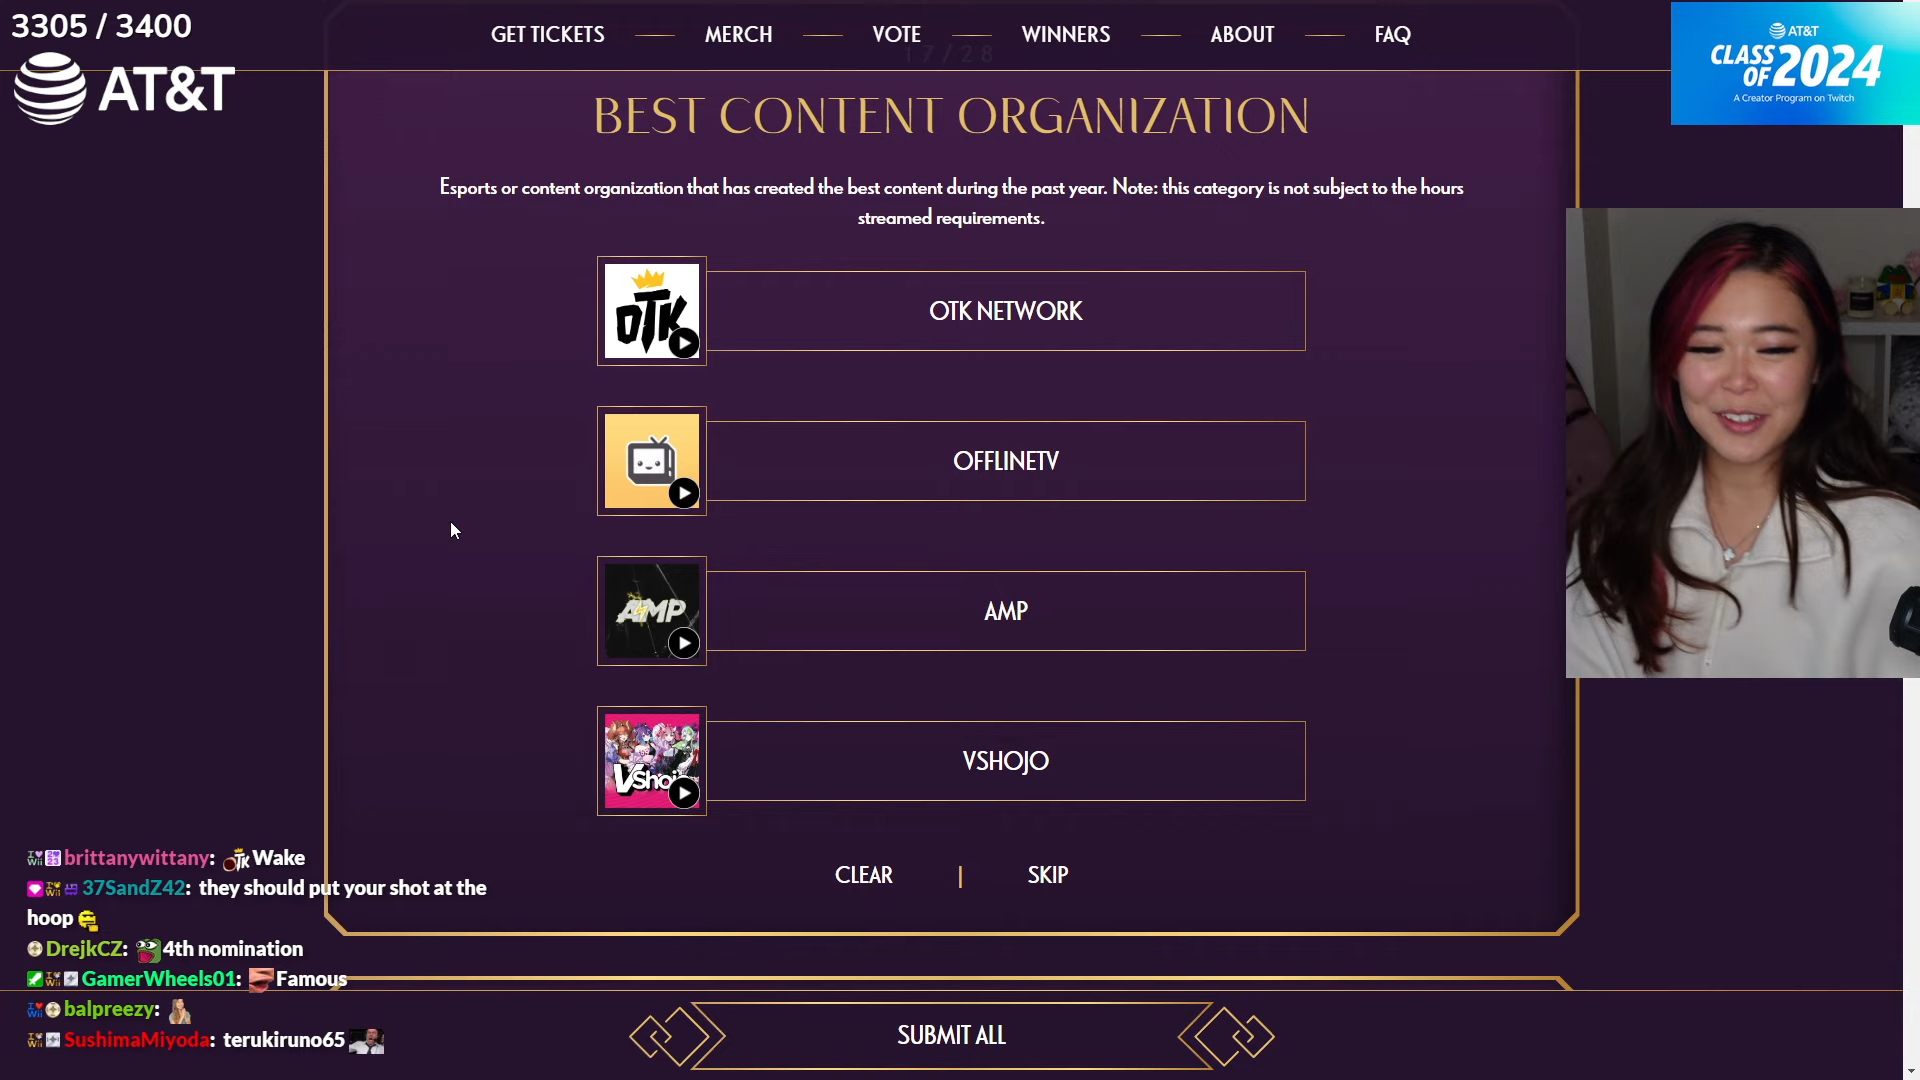 3305 / 3400
AT&T
GET TICKETS
MERCH
VOTE
WINNERS
ABOUT
FAQ
17/28
AT&T
CLASS
OF 2024
A Creator Program on Twitch
BEST CONTENT ORGANIZATION
Esports or content organization that has created the best content during the past year. Note: this category is not subject to the hours
streamed requirements.
OTK
OTK NETWORK
OFFLINETV
AMP
AMP
VShojo
VSHOJO
CLEAR | SKIP
brittanywittany: OTK Wake
37SandZ42: they should put your shot at the
hoop
DrejkCZ: 4th nomination
GamerWheels01: Famous
balpreezy:
SushimaMiyoda: terukiruno65
SUBMIT ALL